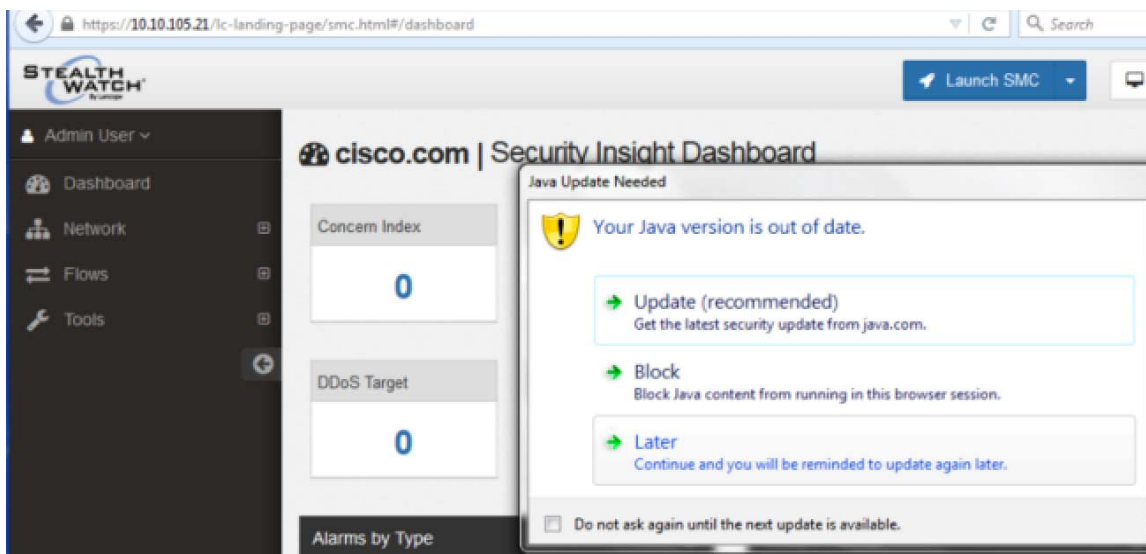 https://10.10.105.21/lc-landing-page/smc.html#/dashboard
Search
STEALTH
WATCH
By Lancope
Launch SMC
Admin User
cisco.com | Security Insight Dashboard
Dashboard
Network
Flows
Tools
Concern Index
0
DDoS Target
0
Alarms by Type
Java Update Needed
Your Java version is out of date.
Update (recommended)
Get the latest security update from java.com.
Block
Block Java content from running in this browser session.
Later
Continue and you will be reminded to update again later.
Do not ask again until the next update is available.